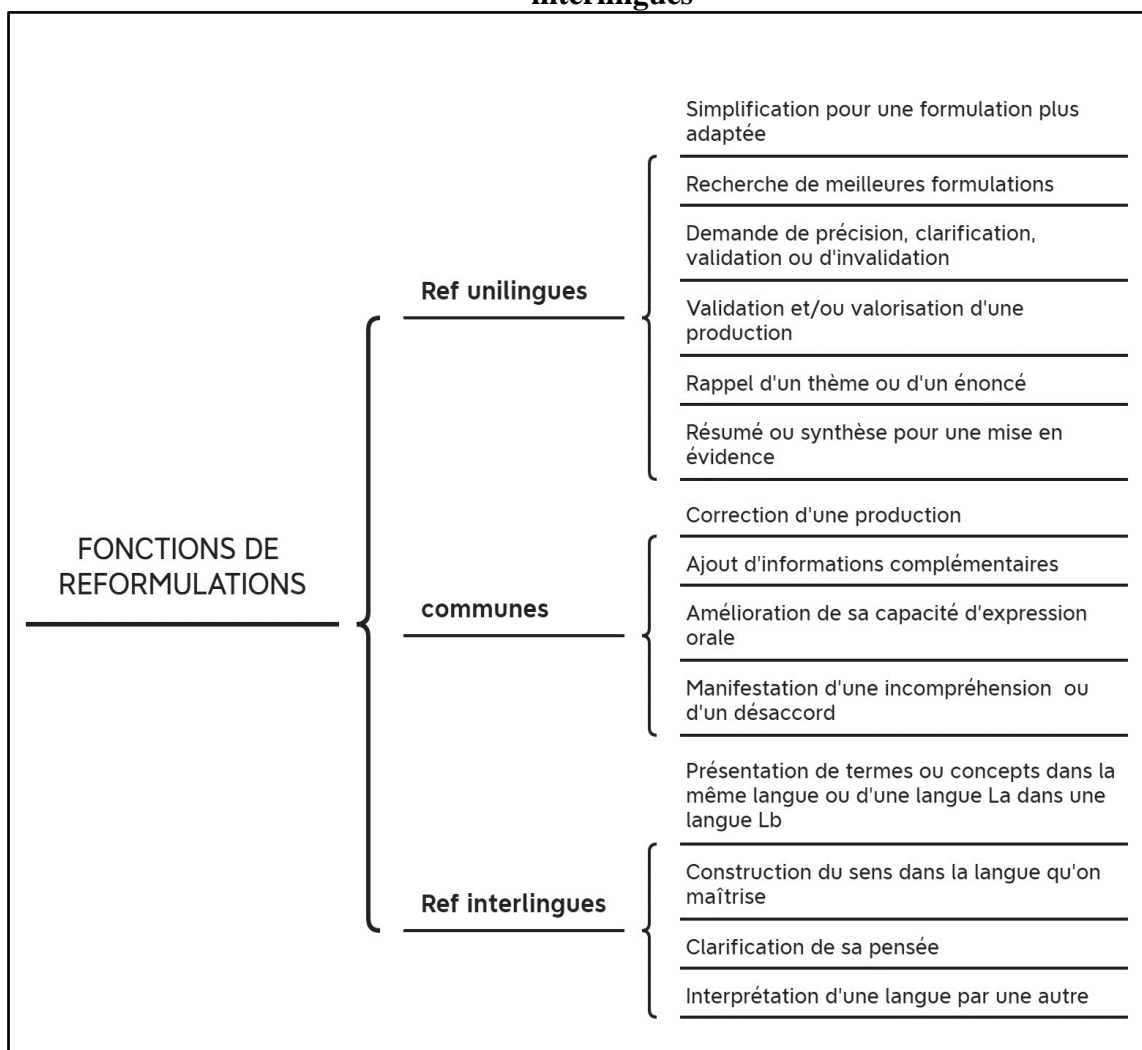 interlingues
Simplification pour une formulation plus
adaptée
Recherche de meilleures formulations
Demande de précision, clarification,
validation ou d'invalidation
Ref unilingues
Validation et/ou valorisation d'une
production
Rappel d'un thème ou d'un énoncé
Résumé ou synthèse pour une mise en
évidence
FONCTIONS DE
REFORMULATIONS
communes
Correction d'une production
Ajout d'informations complémentaires
Amélioration de sa capacité d'expression
orale
Manifestation d'une incompréhension  ou
d'un désaccord
Ref interlingues
Présentation de termes ou concepts dans la
même langue ou d'une langue La dans une
langue Lb
Construction du sens dans la langue qu'on
maîtrise
Clarification de sa pensée
Interprétation d'une langue par une autre